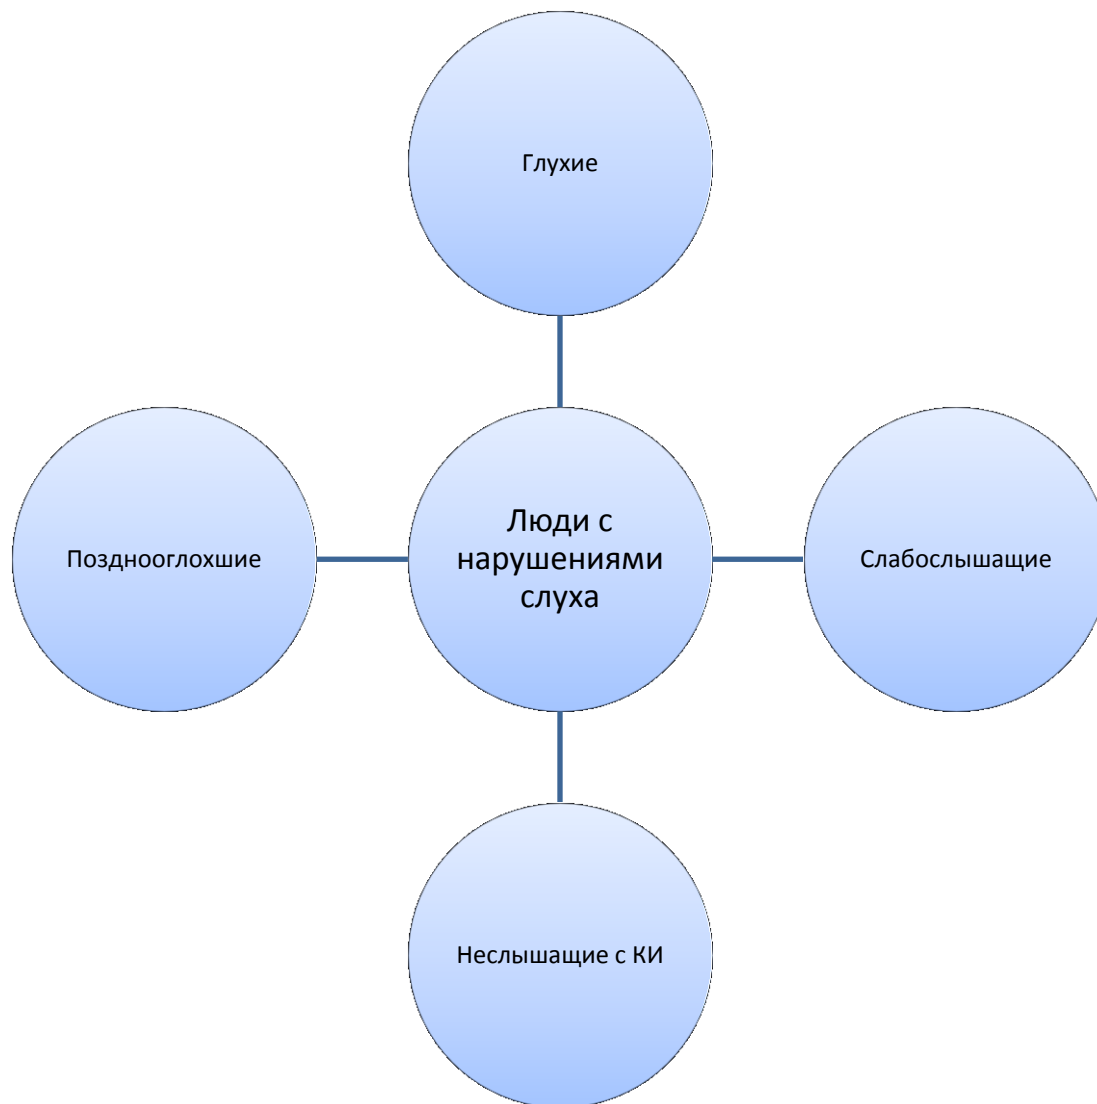 Глухие
Позднооглохшие
Люди с
нарушениями
слуха
Слабослышащие
Неслышащие с КИ